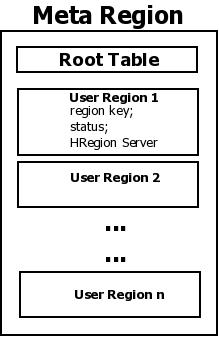 Meta Region
Root Table
User Region 1
region key;
status;
HRegion Server
User Region 2
...
...
User Region n